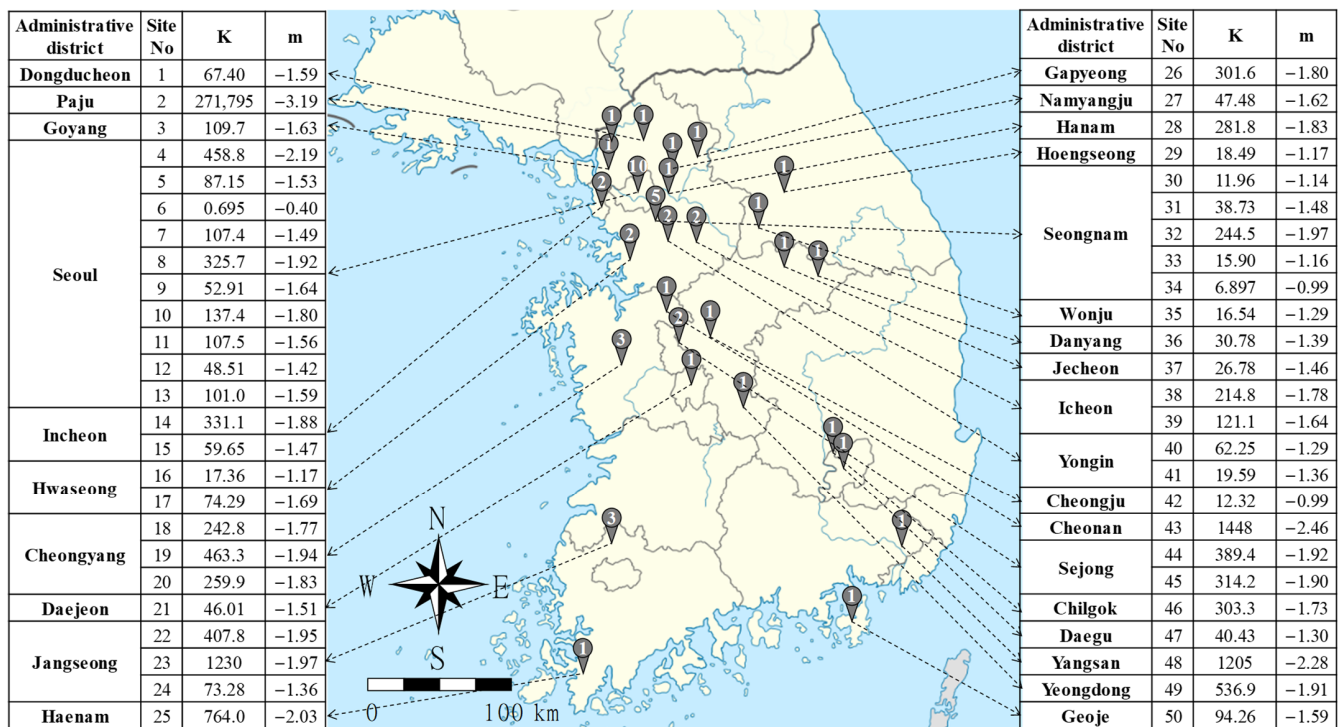 Administrative district Site No K m
Dongducheon 1 67.40 −1.59
Paju 2 271,795 −3.19
Goyang 3 109.7 −1.63
Seoul
4 458.8 −2.19
5 87.15 −1.53
6 0.695 −0.40
7 107.4 −1.49
8 325.7 −1.92
9 52.91 −1.64
10 137.4 −1.80
11 107.5 −1.56
12 48.51 −1.42
13 101.0 −1.59
Incheon
14 331.1 −1.88
15 59.65 −1.47
Hwaseong
16 17.36 −1.17
17 74.29 −1.69
Cheongyang
18 242.8 −1.77
19 463.3 −1.94
20 259.9 −1.83
Daejeon 21 46.01 −1.51
Jangseong
22 407.8 −1.95
23 1230 −1.97
24 73.28 −1.36
Haenam 25 764.0 −2.03
1 1
1 1 1
10 1 1
2 5
2 2 1
2 1
1
1 1
2
3 1
1
1
1
3
1
1
N
W E
S
0 100 km
Administrative district Site No K m
Gapyeong 26 301.6 −1.80
Namyangju 27 47.48 −1.62
Hanam 28 281.8 −1.83
Hoengseong 29 18.49 −1.17
Seongnam
30 11.96 −1.14
31 38.73 −1.48
32 244.5 −1.97
33 15.90 −1.16
34 6.897 −0.99
Wonju 35 16.54 −1.29
Danyang 36 30.78 −1.39
Jecheon 37 26.78 −1.46
Icheon
38 214.8 −1.78
39 121.1 −1.64
Yongin
40 62.25 −1.29
41 19.59 −1.36
Cheongju 42 12.32 −0.99
Cheonan 43 1448 −2.46
Sejong
44 389.4 −1.92
45 314.2 −1.90
Chilgok 46 303.3 −1.73
Daegu 47 40.43 −1.30
Yangsan 48 1205 −2.28
Yeongdong 49 536.9 −1.91
Geoje 50 94.26 −1.59